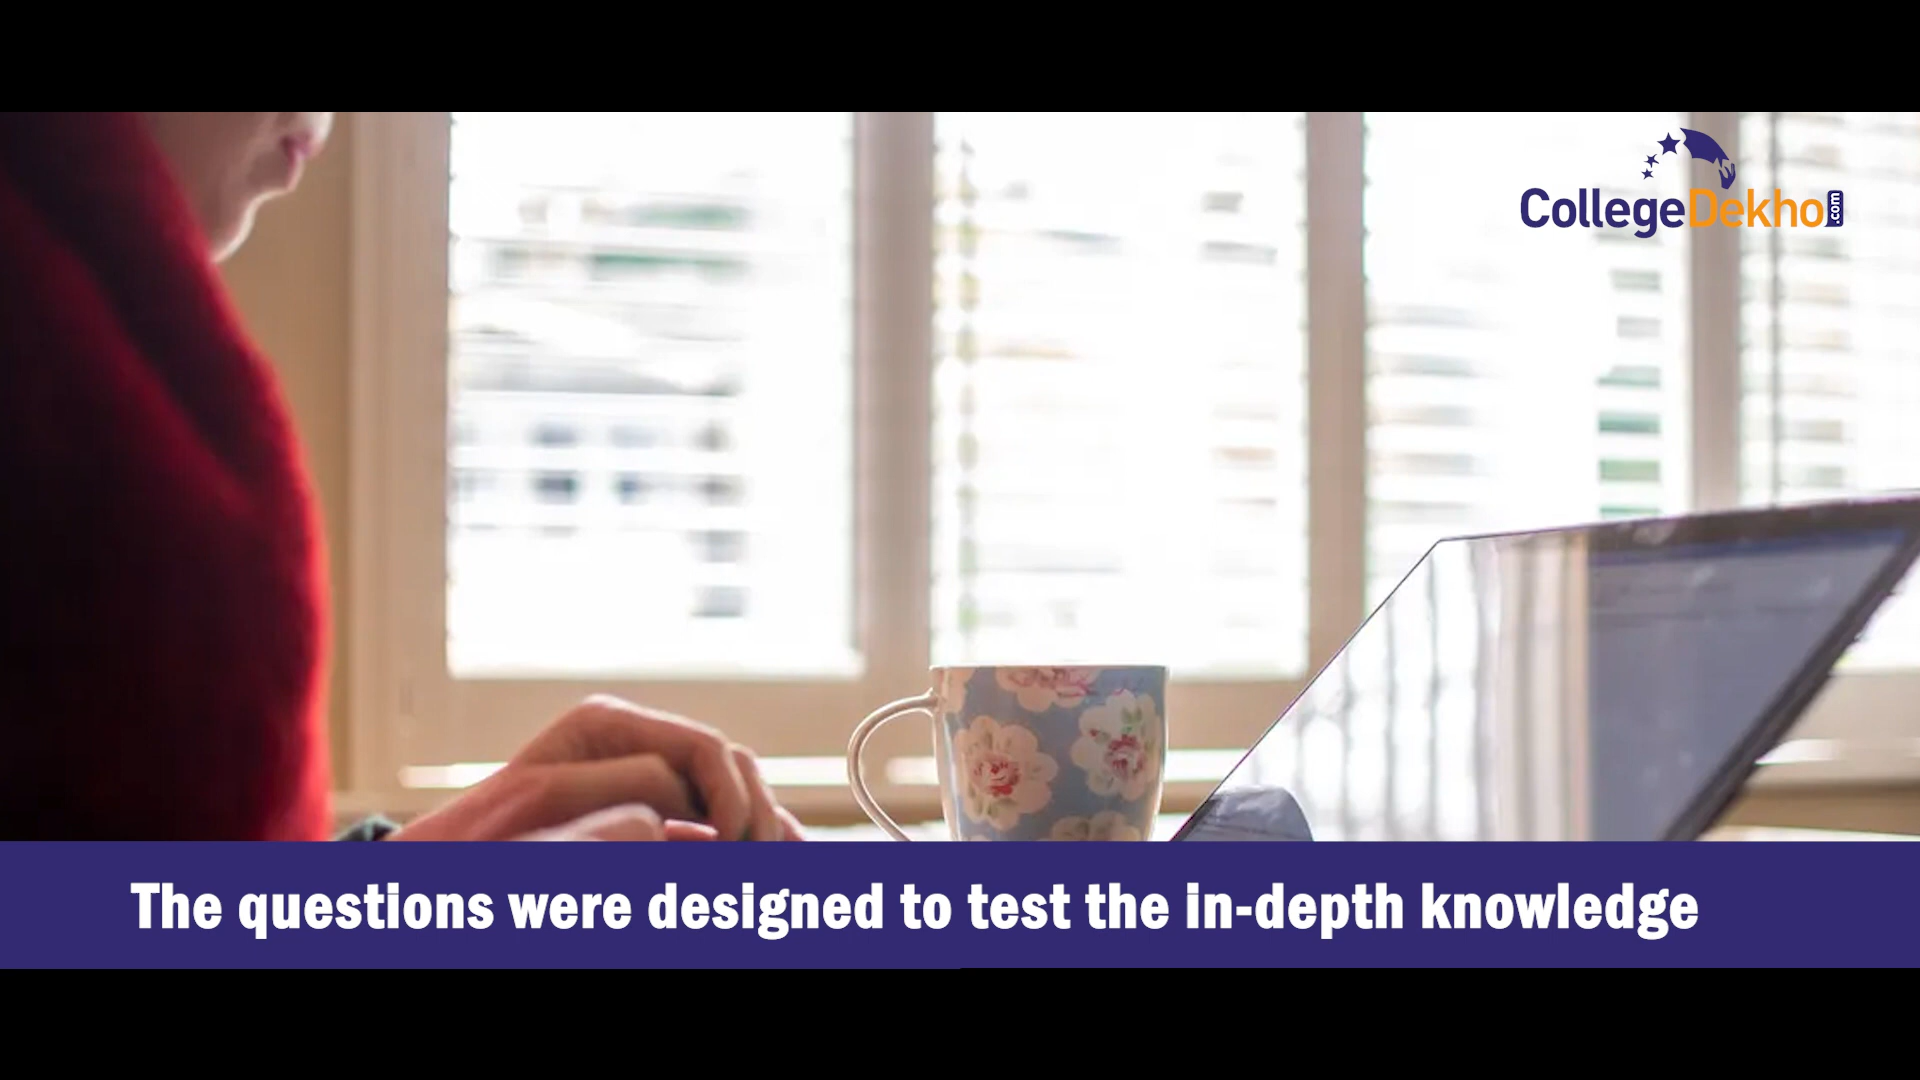 CollegeDekho.com
The questions were designed to test the in-depth knowledge